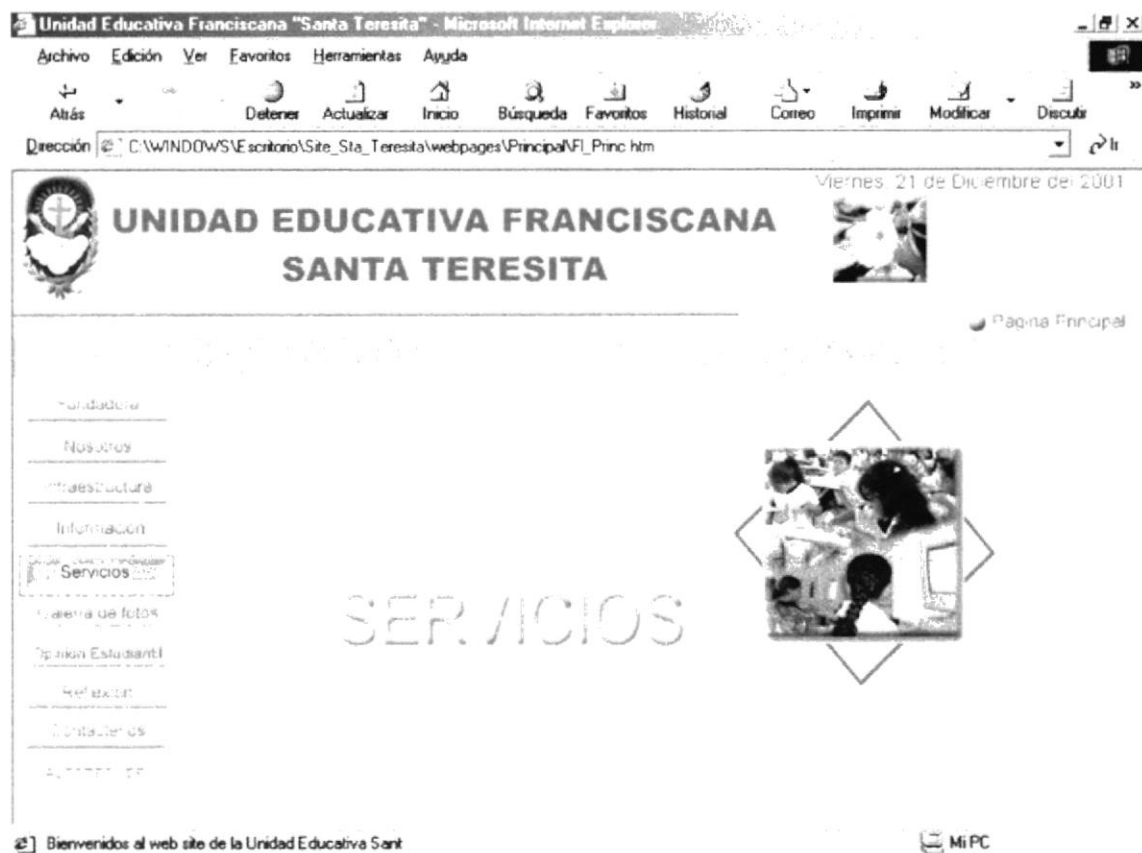 Unidad Educativa Franciscana "Santa Teresita" - Microsoft Internet Explorer
Archivo Edición Ver Favoritos Herramientas Ayuda
Atrás Detener Actualizar Inicio Búsqueda Favoritos Historial Correo Imprimir Modificar Discutir »
Dirección C:\WINDOWS\Escritorio\Site_Sta_Teresita\webpages\Principal\Fl_Princ.htm Ir
Viernes, 21 de Diciembre del 2001
UNIDAD EDUCATIVA FRANCISCANA
SANTA TERESITA
Pagina Principal
Fundadora
Nosotros
Infraestructura
Información
Servicios
Galeria de fotos
SERVICIOS
Opinión Estudiantil
Reflexión
Contáctenos
Bienvenidos al web site de la Unidad Educativa Sant
Mi PC